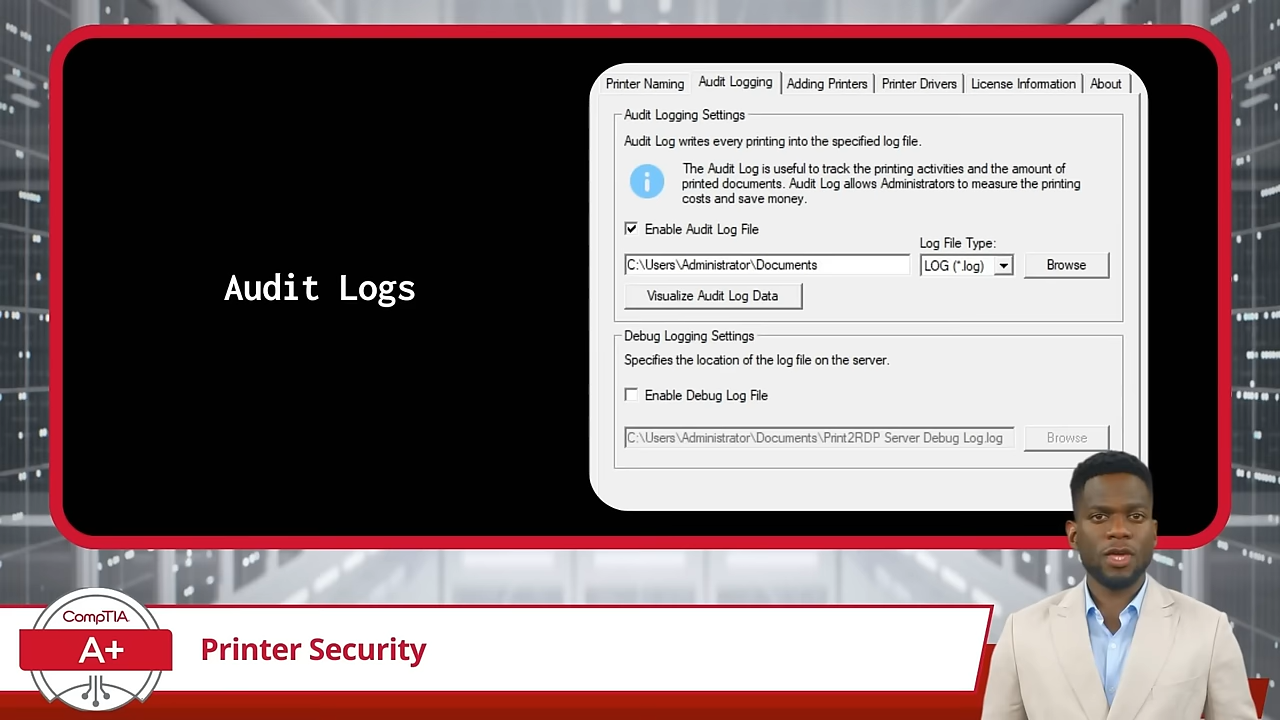 Audit Logs
Printer Naming
Audit Logging
Adding Printers
Printer Drivers
License Information
About
Audit Logging Settings
Audit Log writes every printing into the specified log file.
The Audit Log is useful to track the printing activities and the amount of
printed documents. Audit Log allows Administrators to measure the printing
costs and save money.
Enable Audit Log File
Log File Type:
C:\Users\Administrator\Documents
LOG (*.log)
Browse
Visualize Audit Log Data
Debug Logging Settings
Specifies the location of the log file on the server.
Enable Debug Log File
C:\Users\Administrator\Documents\Print2RDP Server Debug Log.log
Browse
CompTIA.
A+
Printer Security